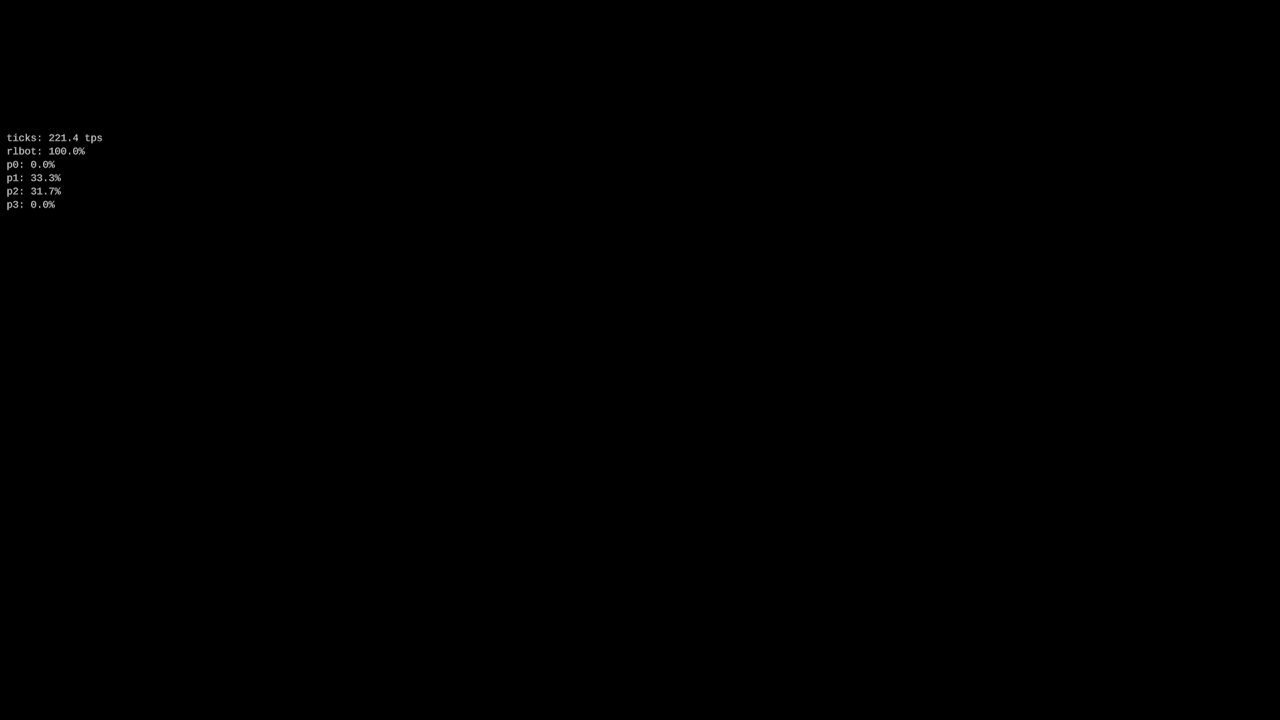 ticks: 221.4 tps
rlbot: 100.0%
p0: 0.0%
p1: 33.3%
p2: 31.7%
p3: 0.0%